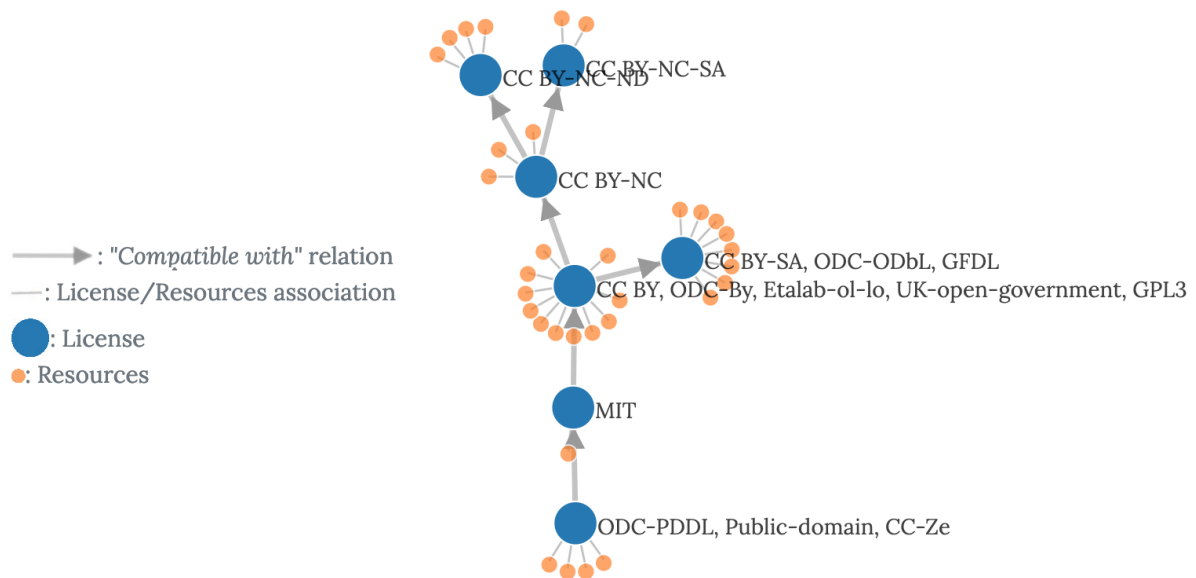 CC BY-NC-SA
CC BY-NC-ND
CC BY-NC
: "Compatible with" relation
CC BY-SA, ODC-ODbL, GFDL
: License/Resources association
CC BY, ODC-By, Etalab-ol-lo, UK-open-government, GPL3
: License
: Resources
MIT
ODC-PDDL, Public-domain, CC-Ze